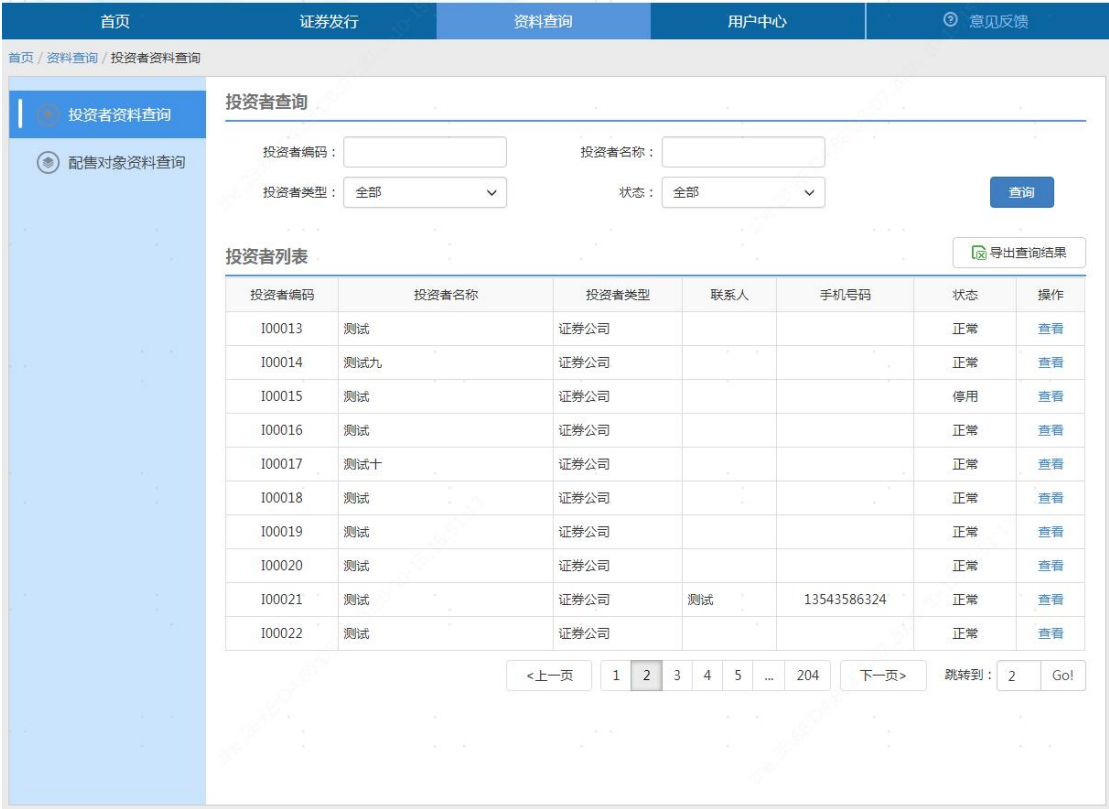 首页 证券发行 资料查询 用户中心 意见反馈
首页 / 资料查询 / 投资者资料查询
投资者资料查询
配售对象资料查询
投资者查询
投资者编码： 投资者名称：
投资者类型： 全部 状态： 全部 查询
投资者列表 导出查询结果
投资者编码 投资者名称 投资者类型 联系人 手机号码 状态 操作
I00013 测试 证券公司 正常 查看
I00014 测试九 证券公司 正常 查看
I00015 测试 证券公司 停用 查看
I00016 测试 证券公司 正常 查看
I00017 测试十 证券公司 正常 查看
I00018 测试 证券公司 正常 查看
I00019 测试 证券公司 正常 查看
I00020 测试 证券公司 正常 查看
I00021 测试 证券公司 测试 13543586324 正常 查看
I00022 测试 证券公司 正常 查看
<上一页 1 2 3 4 5 ... 204 下一页> 跳转到： 2 Go!